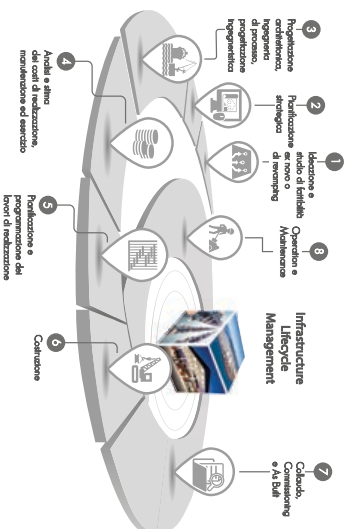 Infrastructure
Lifecycle
Management
1
Ideazione e
studio di fattibilità
ex novo o
di revamping
2
Pianificazione
strategica
3
Progettazione
architettonica,
ingegneria
di processo,
progettazione
ingegneristica
4
Analisi e stima
dei costi di realizzazione,
manutenzione ed esercizio
5
Pianificazione e
programmazione dei
lavori di realizzazione
6
Costruzione
7
Collaudo,
Commissioning
e As Built
8
Operation e
Maintenance